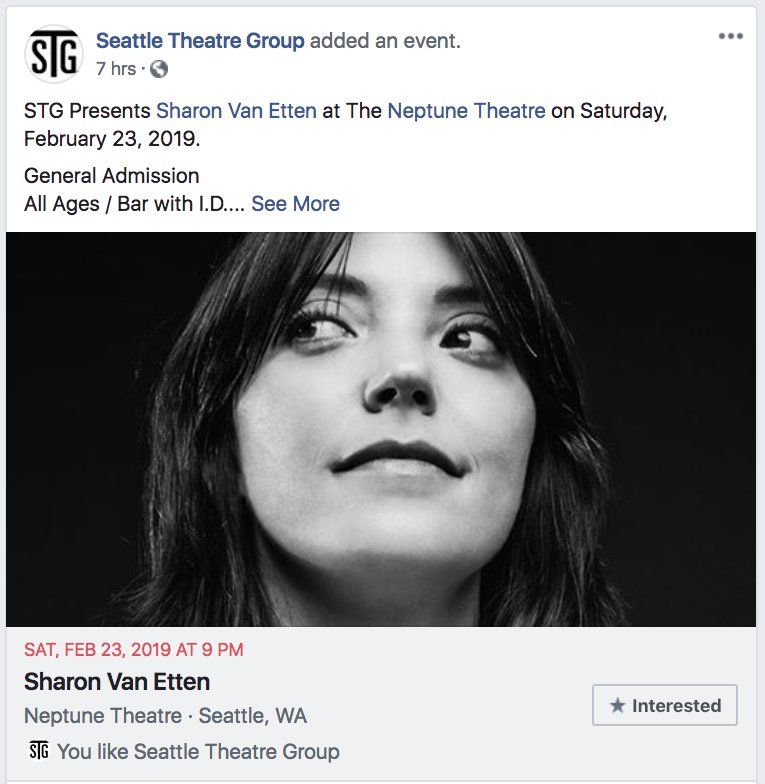 STG
Seattle Theatre Group added an event.
7 hrs ·
STG Presents Sharon Van Etten at The Neptune Theatre on Saturday,
February 23, 2019.
General Admission
All Ages / Bar with I.D.... See More
SAT, FEB 23, 2019 AT 9 PM
Sharon Van Etten
Neptune Theatre · Seattle, WA
Interested
STG You like Seattle Theatre Group